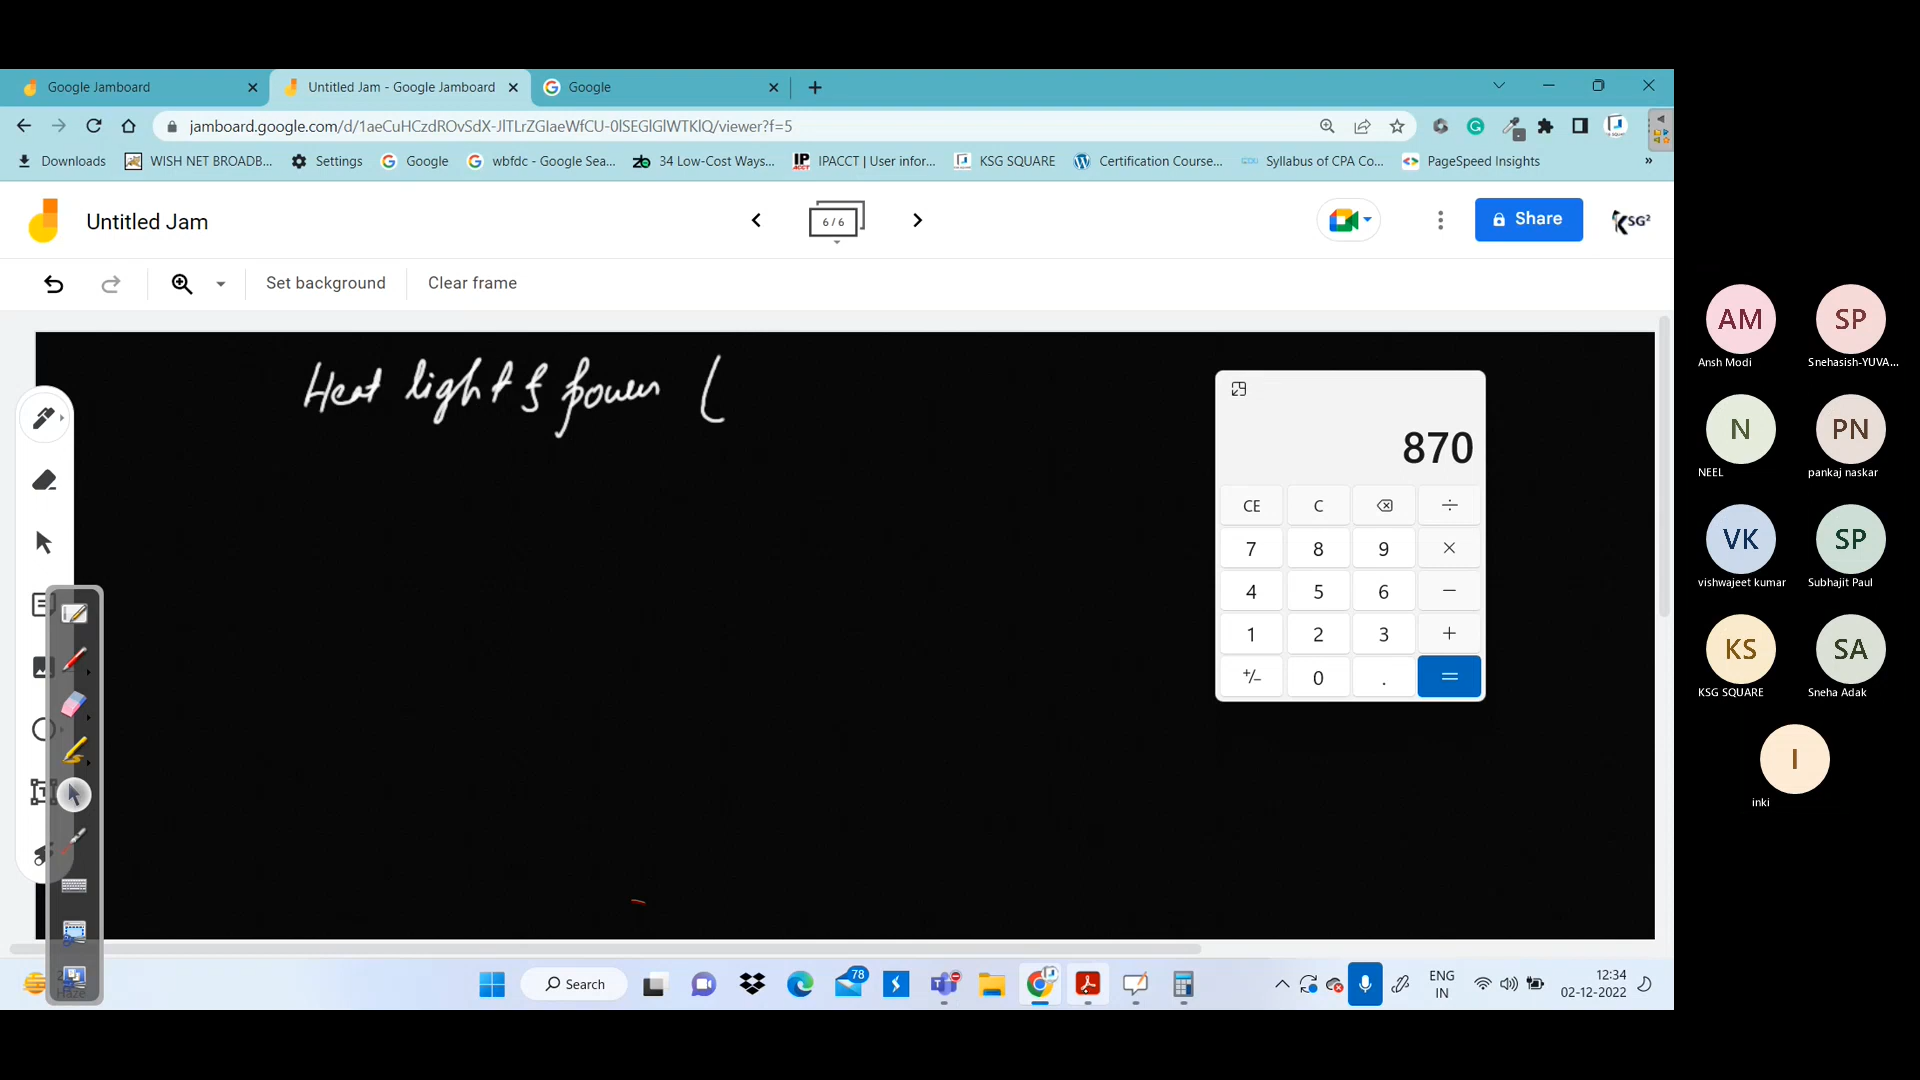 Google Jamboard
Untitled Jam - Google Jamboard
Google
jamboard.google.com/d/1aeCuHCzdROvSdX-JlTLrZGIaeWfCU-0lSEGlGlWTKlQ/viewer?f=5
Downloads
WISH NET BROADB...
Settings
Google
wbfdc - Google Sea...
34 Low-Cost Ways...
IPACCT | User infor...
KSG SQUARE
Certification Course...
Syllabus of CPA Co...
PageSpeed Insights
»
Untitled Jam
6 / 6
Share
KSG²
Set background
Clear frame
Heat light & power (
870
CE C ÷
7 8 9 ×
4 5 6 −
1 2 3 +
+/− 0 . =
AM SP
Ansh Modi Snehasish-YUVA...
N PN
NEEL pankaj naskar
VK SP
vishwajeet kumar Subhajit Paul
KS SA
KSG SQUARE Sneha Adak
I
inki
Haze
Search
78
ENG
IN
12:34
02-12-2022